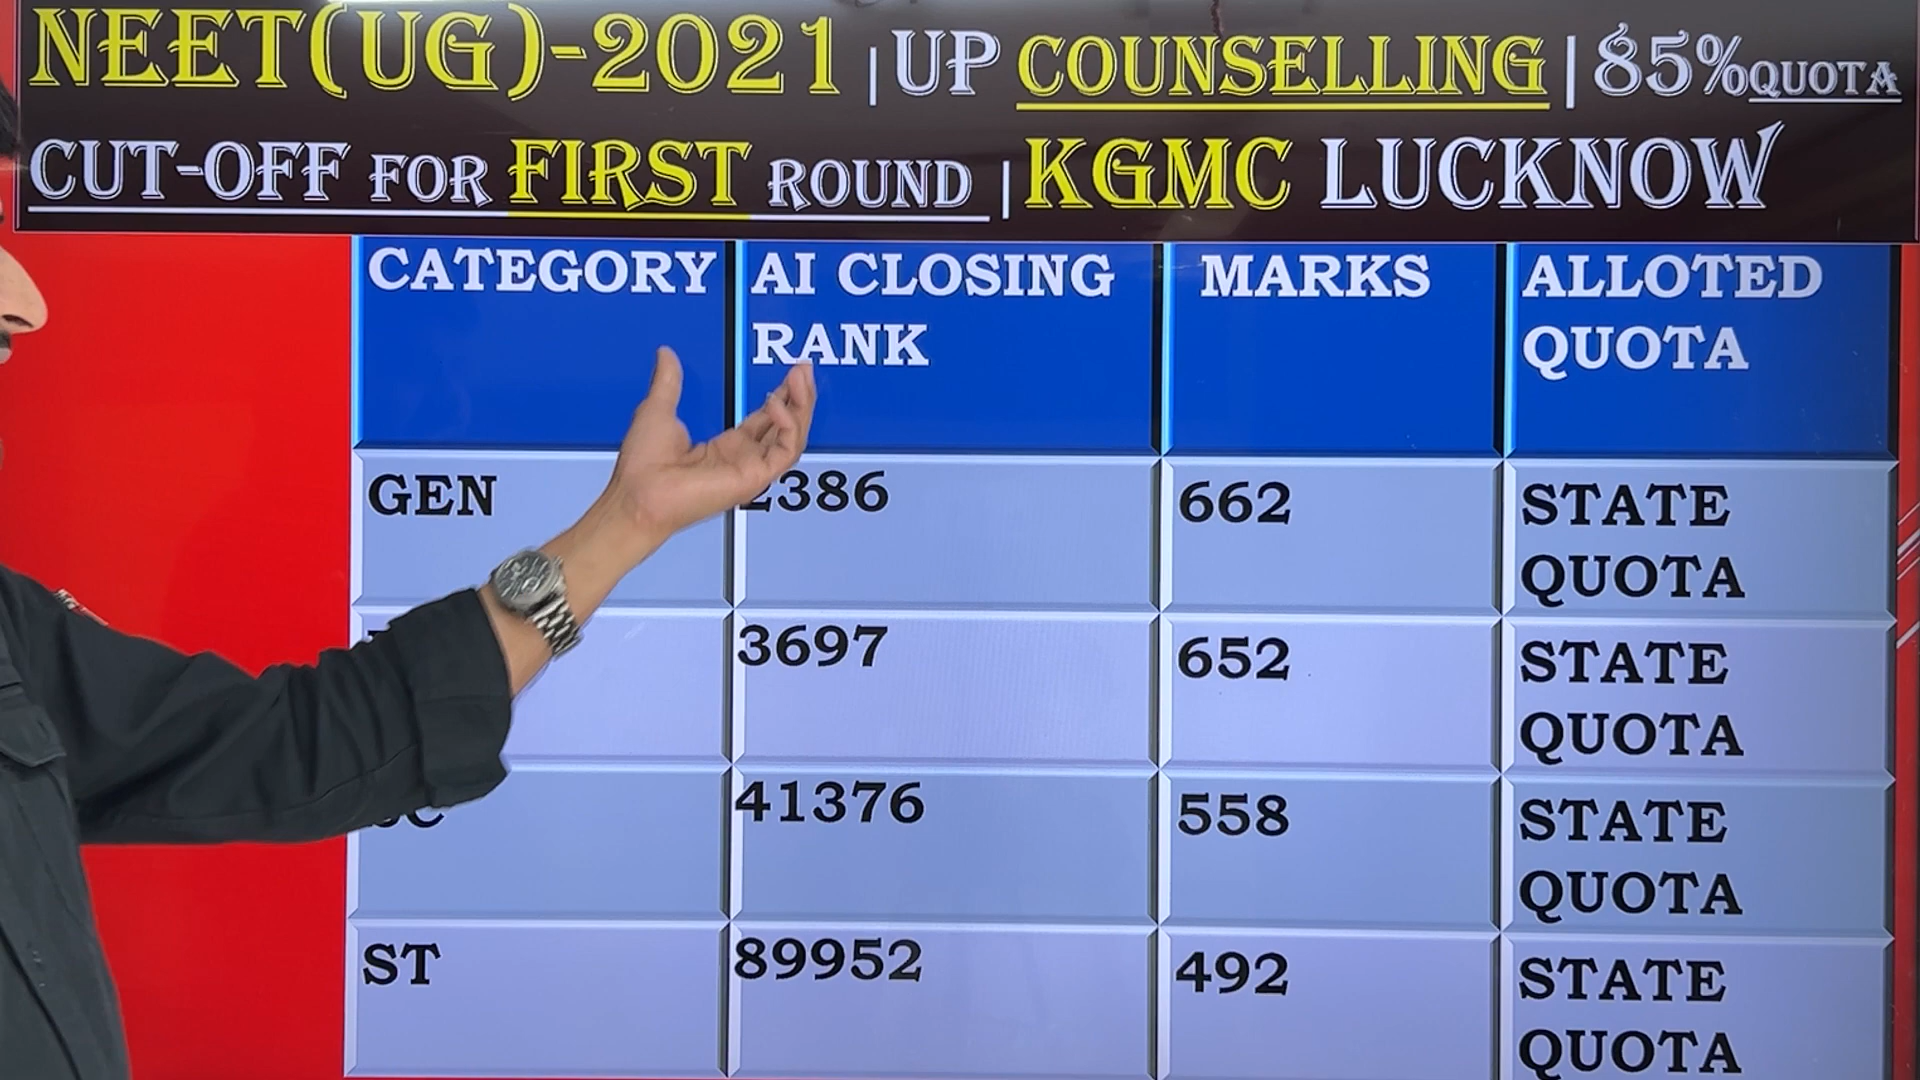 NEET(UG)-2021 | UP COUNSELLING | 85% QUOTA
CUT-OFF FOR FIRST ROUND | KGMC LUCKNOW
CATEGORY AI CLOSING RANK MARKS ALLOTED QUOTA
GEN 2386 662 STATE QUOTA
3697 652 STATE QUOTA
SC 41376 558 STATE QUOTA
ST 89952 492 STATE QUOTA